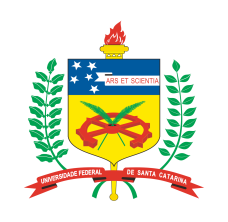 ARS ET SCIENTIA
UNIVERSIDADE FEDERAL DE SANTA CATARINA